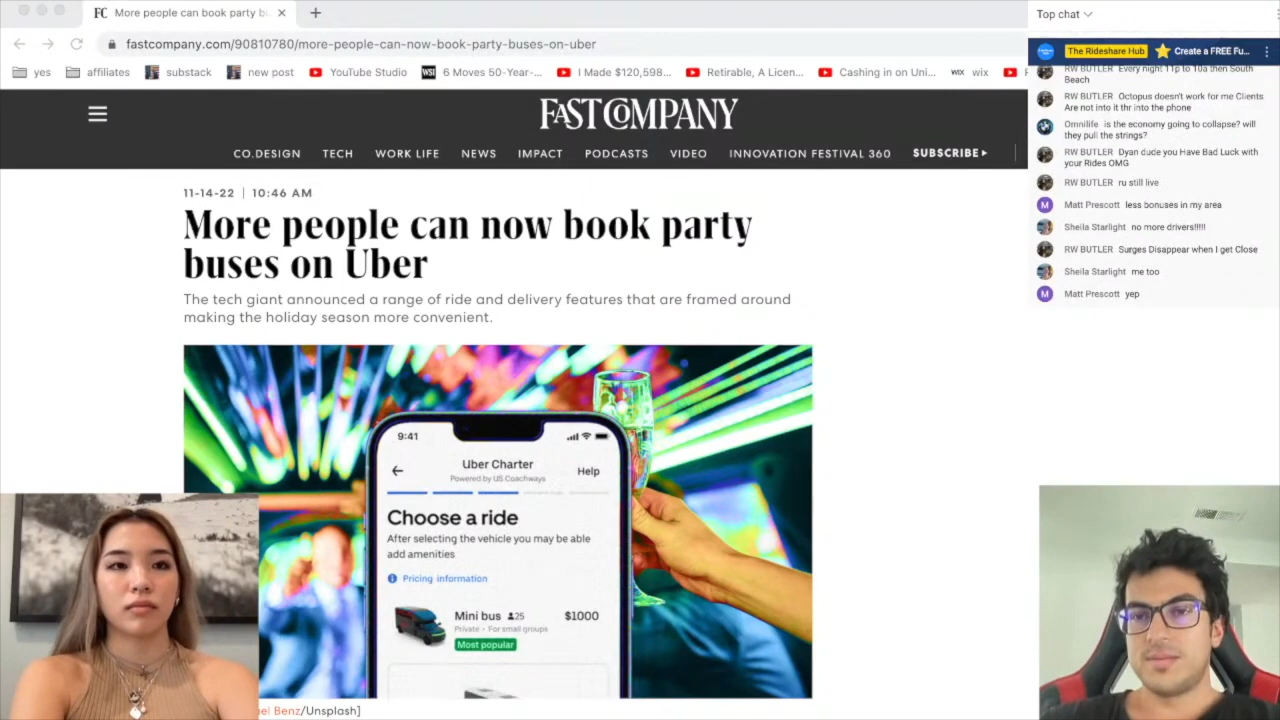 FC More people can now book party b
fastcompany.com/90810780/more-people-can-now-book-party-buses-on-uber
yes
affiliates
substack
new post
YouTube Studio
WSI 6 Moves 50-Year-...
I Made $120,598...
Retirable, A Licen...
Cashing in on Uni...
WIX wix
FAST COMPANY
CO.DESIGN TECH WORK LIFE NEWS IMPACT PODCASTS VIDEO INNOVATION FESTIVAL 360 SUBSCRIBE
11-14-22 | 10:46 AM
More people can now book party
buses on Uber
The tech giant announced a range of ride and delivery features that are framed around
making the holiday season more convenient.
9:41
Uber Charter
Help
Powered by US Coachways
Choose a ride
After selecting the vehicle you may be able
add amenities
Pricing information
Mini bus 25 $1000
Private • For small groups
Most popular
el Benz/Unsplash]
Top chat
The Rideshare Hub Create a FREE Fu...
RW BUTLER Every night 11p to 10a then South
Beach
RW BUTLER Octopus doesn't work for me Clients
Are not into it thr into the phone
Omnilife is the economy going to collapse? will
they pull the strings?
RW BUTLER Dyan dude you Have Bad Luck with
your Rides OMG
RW BUTLER ru still live
M Matt Prescott less bonuses in my area
Sheila Starlight no more drivers!!!!!
RW BUTLER Surges Disappear when I get Close
Sheila Starlight me too
M Matt Prescott yep